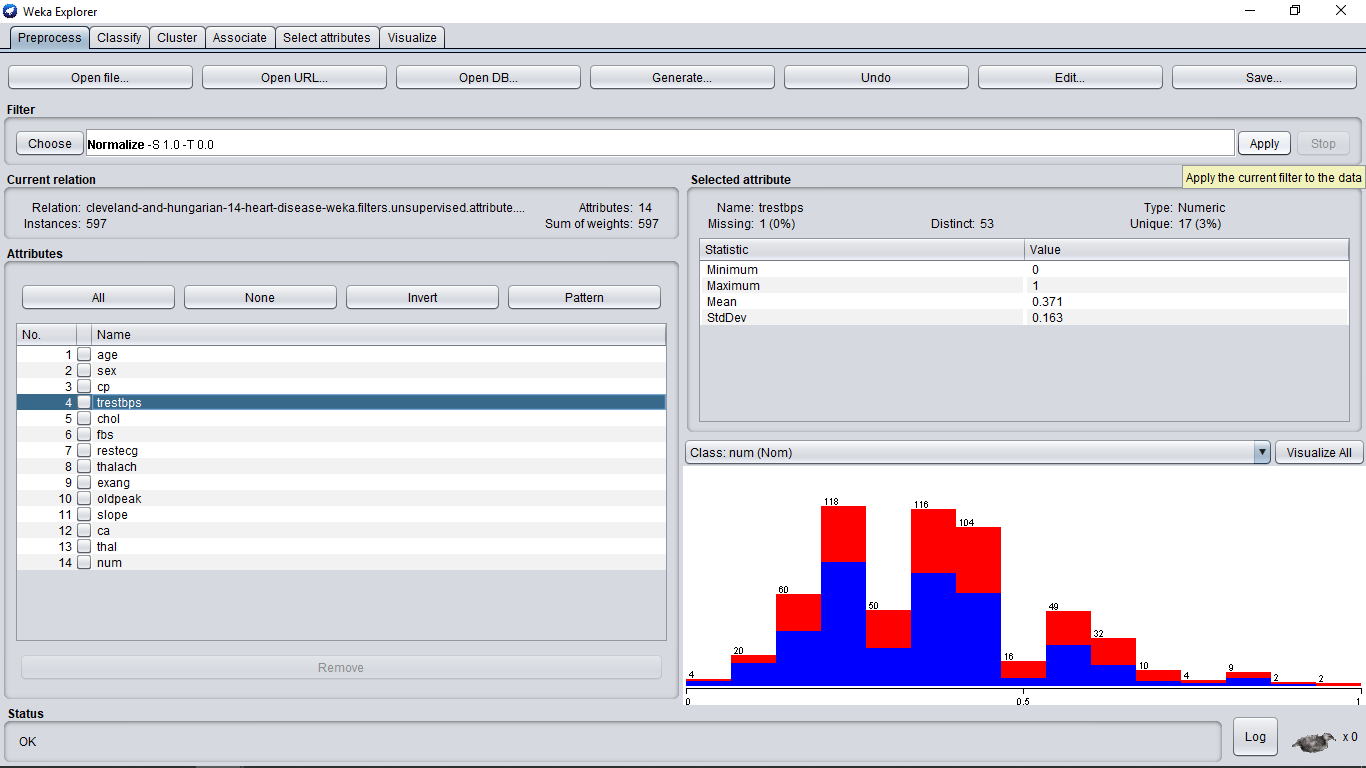 Weka Explorer
Preprocess Classify Cluster Associate Select attributes Visualize
Open file... Open URL... Open DB... Generate... Undo Edit... Save...
Filter
Choose Normalize -S 1.0 -T 0.0 Apply Stop
Apply the current filter to the data
Current relation
Relation: cleveland-and-hungarian-14-heart-disease-weka.filters.unsupervised.attribute.... Attributes: 14
Instances: 597 Sum of weights: 597
Attributes
All None Invert Pattern
No. Name
1 age
2 sex
3 cp
4 trestbps
5 chol
6 fbs
7 restecg
8 thalach
9 exang
10 oldpeak
11 slope
12 ca
13 thal
14 num
Remove
Selected attribute
Name: trestbps Type: Numeric
Missing: 1 (0%) Distinct: 53 Unique: 17 (3%)
Statistic Value
Minimum 0
Maximum 1
Mean 0.371
StdDev 0.163
Class: num (Nom) Visualize All
4 20 60 118 50 116 104 16 49 32 10 4 9 2 2
0 0.5 1
Status
OK Log x 0